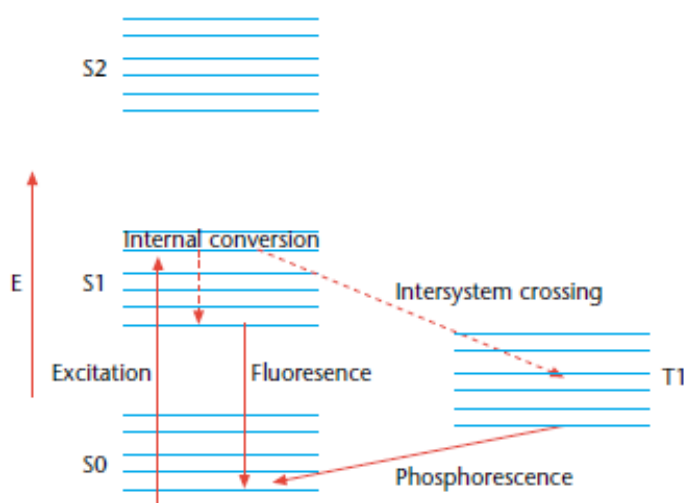 S2
Internal conversion
E
S1
Intersystem crossing
Excitation
Fluoresence
T1
S0
Phosphorescence